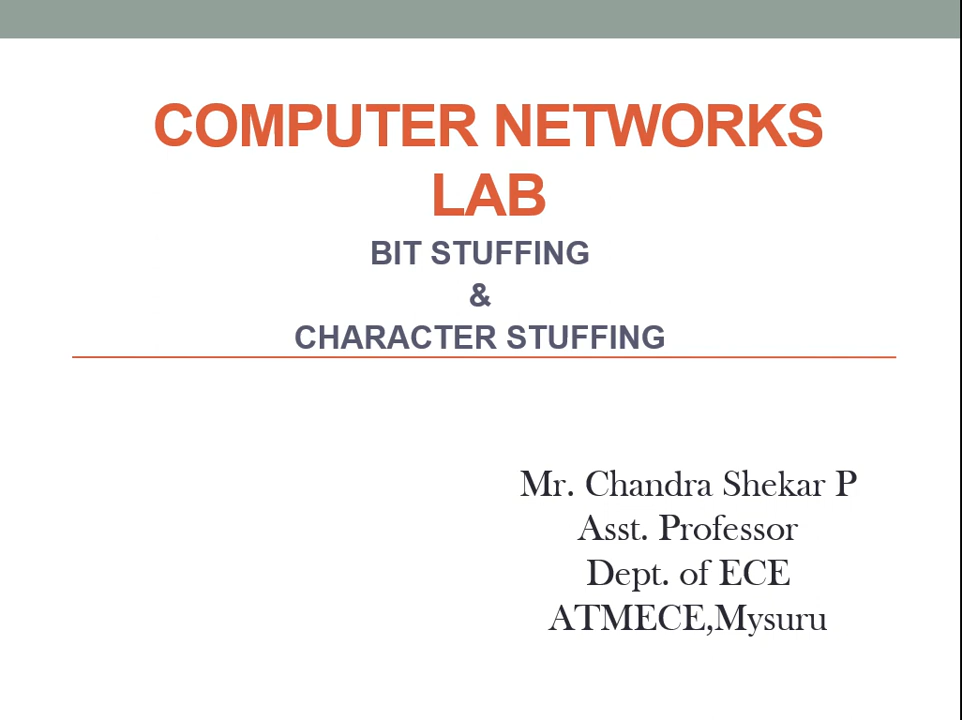 COMPUTER NETWORKS
LAB
BIT STUFFING
&
CHARACTER STUFFING
Mr. Chandra Shekar P
Asst. Professor
Dept. of ECE
ATMECE,Mysuru